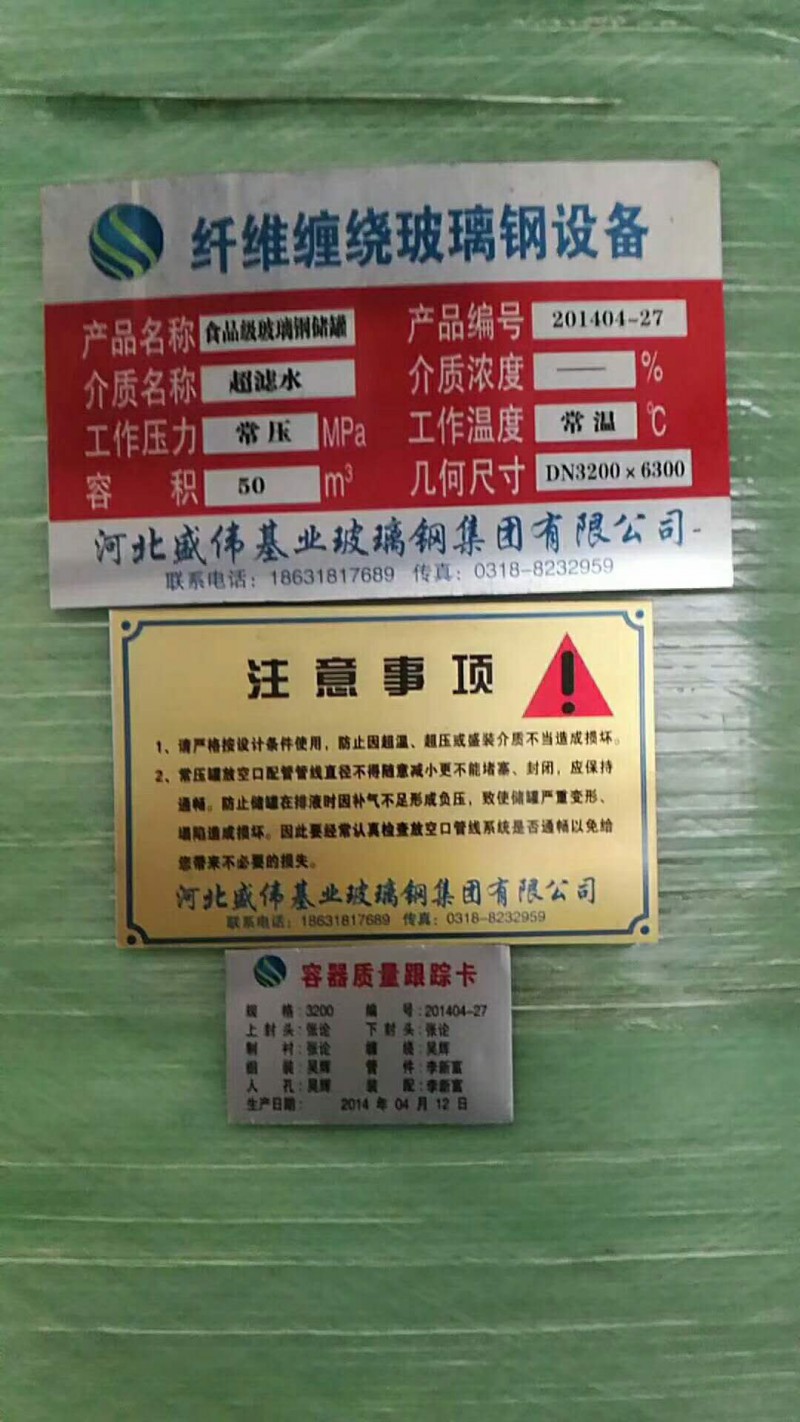 纤维缠绕玻璃钢设备
产品名称 食品级玻璃钢储罐 产品编号 201404-27
介质名称 超滤水 介质浓度 —— %
工作压力 常压 MPa 工作温度 常温 ℃
容积 50 m³ 几何尺寸 DN3200×6300
河北盛伟基业玻璃钢集团有限公司
联系电话：18631817689 传真：0318-8232959
注意事项
1、请严格按设计条件使用，防止因超温、超压或盛装介质不当造成损坏。
2、常压罐放空口配管管线直径不得随意减小更不能堵塞、封闭，应保持
通畅。防止储罐在排液时因补气不足形成负压，致使储罐严重变形、
塌陷造成损坏。因此要经常认真检查放空口管线系统是否通畅以免给
您带来不必要的损失。
河北盛伟基业玻璃钢集团有限公司
联系电话：18631817689 传真：0318-8232959
容器质量跟踪卡
规格：3200 编号：201404-27
上封头：张论 下封头：张论
制衬：张论 缠绕：吴辉
组装：吴辉 管件：李新富
人孔：吴辉 装配：李新富
生产日期： 2014 年 04 月 12 日